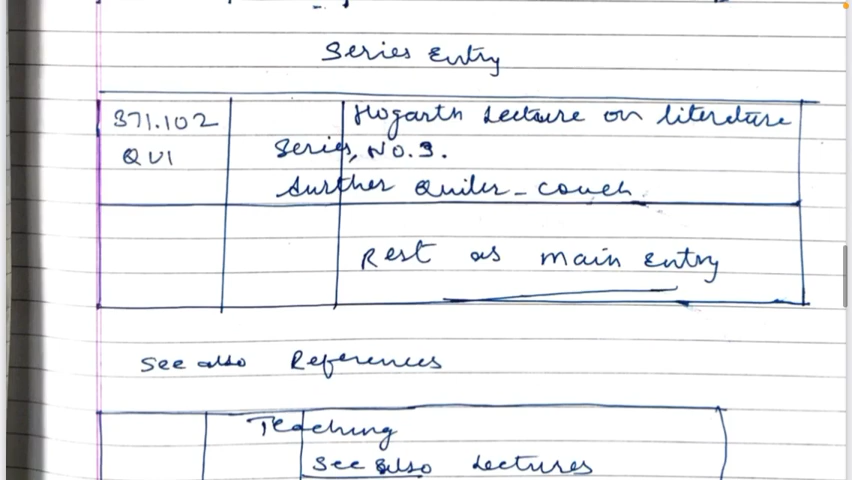 Series Entry
371.102 Hogarth Lecture on literature
QUI Series, NO.3.
Further Quiler-couch.
Rest as main Entry
See also References
Teaching
See also Lectures